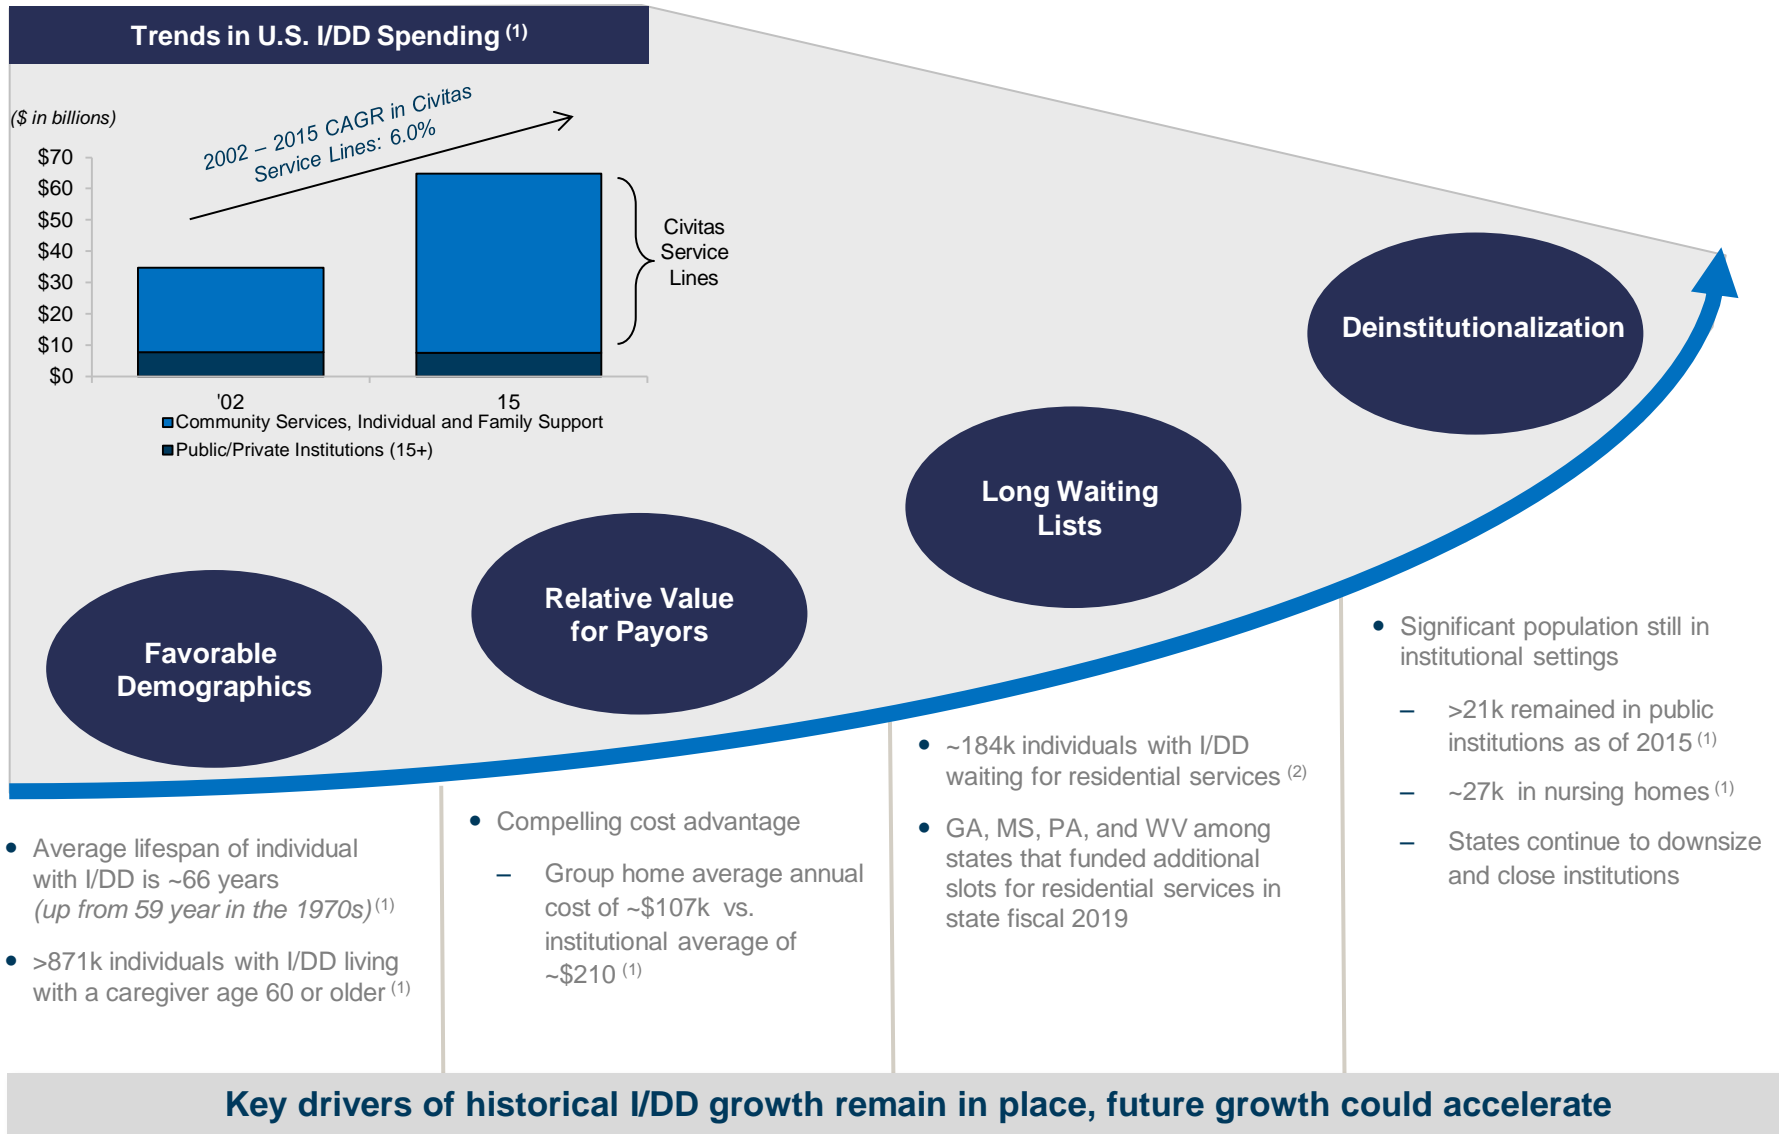 Trends in U.S. I/DD Spending (1)
($ in billions)
2002 – 2015 CAGR in Civitas
Service Lines: 6.0%
$70
$60
$50
$40
$30
$20
$10
$0
'02
15
Civitas
Service
Lines
Community Services, Individual and Family Support
Public/Private Institutions (15+)
Favorable
Demographics
Relative Value
for Payors
Long Waiting
Lists
Deinstitutionalization
• Average lifespan of individual
with I/DD is ~66 years
(up from 59 year in the 1970s) (1)
• >871k individuals with I/DD living
with a caregiver age 60 or older (1)
• Compelling cost advantage
– Group home average annual
cost of ~$107k vs.
institutional average of
~$210 (1)
• ~184k individuals with I/DD
waiting for residential services (2)
• GA, MS, PA, and WV among
states that funded additional
slots for residential services in
state fiscal 2019
• Significant population still in
institutional settings
– >21k remained in public
institutions as of 2015 (1)
– ~27k in nursing homes (1)
– States continue to downsize
and close institutions
Key drivers of historical I/DD growth remain in place, future growth could accelerate